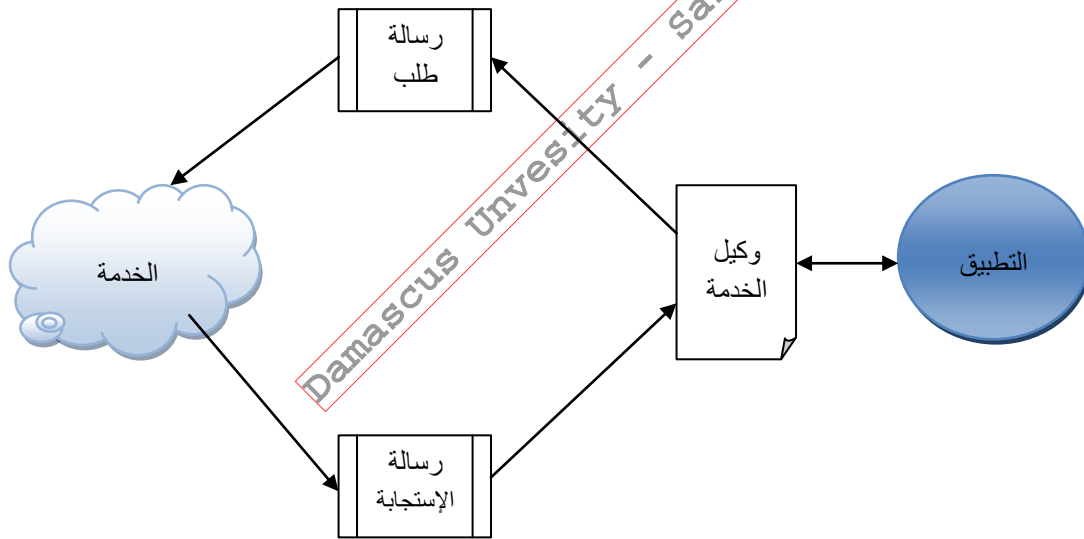 رسالة
طلب
الخدمة
وكيل
الخدمة
التطبيق
رسالة
الإستجابة
Damascus Unvesity - Sa